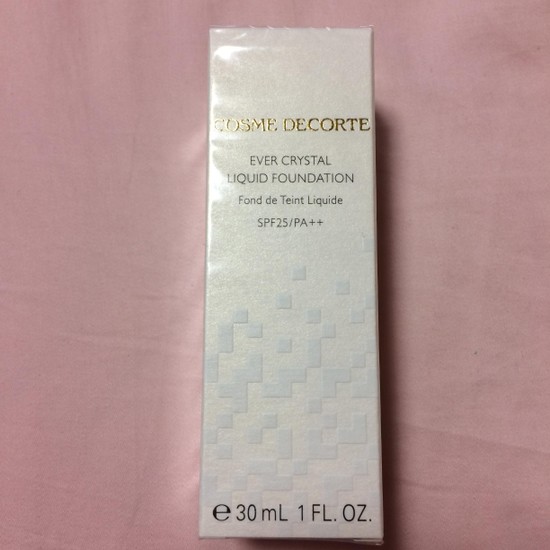 COSME DECORTE
EVER CRYSTAL
LIQUID FOUNDATION
Fond de Teint Liquide
SPF25/PA++
℮ 30 mL 1 FL. OZ.